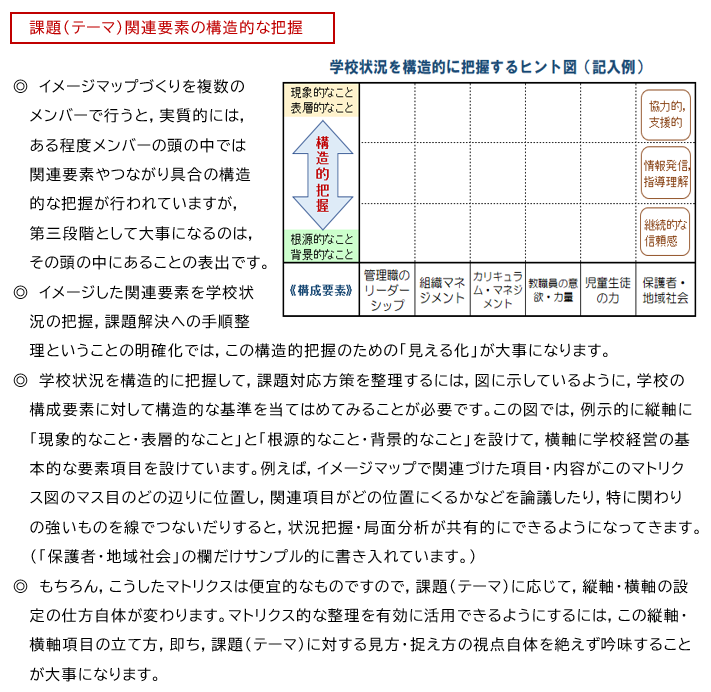 課題（テーマ）関連要素の構造的な把握
学校状況を構造的に把握するヒント図（記入例）
◎　イメージマップづくりを複数の
メンバーで行うと，実質的には，
ある程度メンバーの頭の中では
関連要素やつながり具合の構造
的な把握が行われていますが，
第三段階として大事になるのは，
その頭の中にあることの表出です。
◎　イメージした関連要素を学校状
況の把握，課題解決への手順整
理ということの明確化では，この構造的把握のための「見える化」が大事になります。
現象的なこと
表層的なこと
構造的把握
根源的なこと
背景的なこと
協力的，
支援的
情報発信，
指導理解
継続的な
信頼感
《構成要素》
管理職の
リーダー
シップ
組織マネ
ジメント
カリキュラ
ム・マネジ
メント
教職員の意
欲・力量
児童生徒
の力
保護者・
地域社会
◎　学校状況を構造的に把握して，課題対応方策を整理するには，図に示しているように，学校の
構成要素に対して構造的な基準を当てはめてみることが必要です。この図では，例示的に縦軸に
「現象的なこと・表層的なこと」と「根源的なこと・背景的なこと」を設けて，横軸に学校経営の基
本的な要素項目を設けています。例えば，イメージマップで関連づけた項目・内容がこのマトリク
ス図のマス目のどの辺りに位置し，関連項目がどの位置にくるかなどを論議したり，特に関わり
の強いものを線でつないだりすると，状況把握・局面分析が共有的にできるようになってきます。
（「保護者・地域社会」の欄だけサンプル的に書き入れています。）
◎　もちろん，こうしたマトリクスは便宜的なものですので，課題（テーマ）に応じて，縦軸・横軸の設
定の仕方自体が変わります。マトリクス的な整理を有効に活用できるようにするには，この縦軸・
横軸項目の立て方，即ち，課題（テーマ）に対する見方・捉え方の視点自体を絶えず吟味すること
が大事になります。